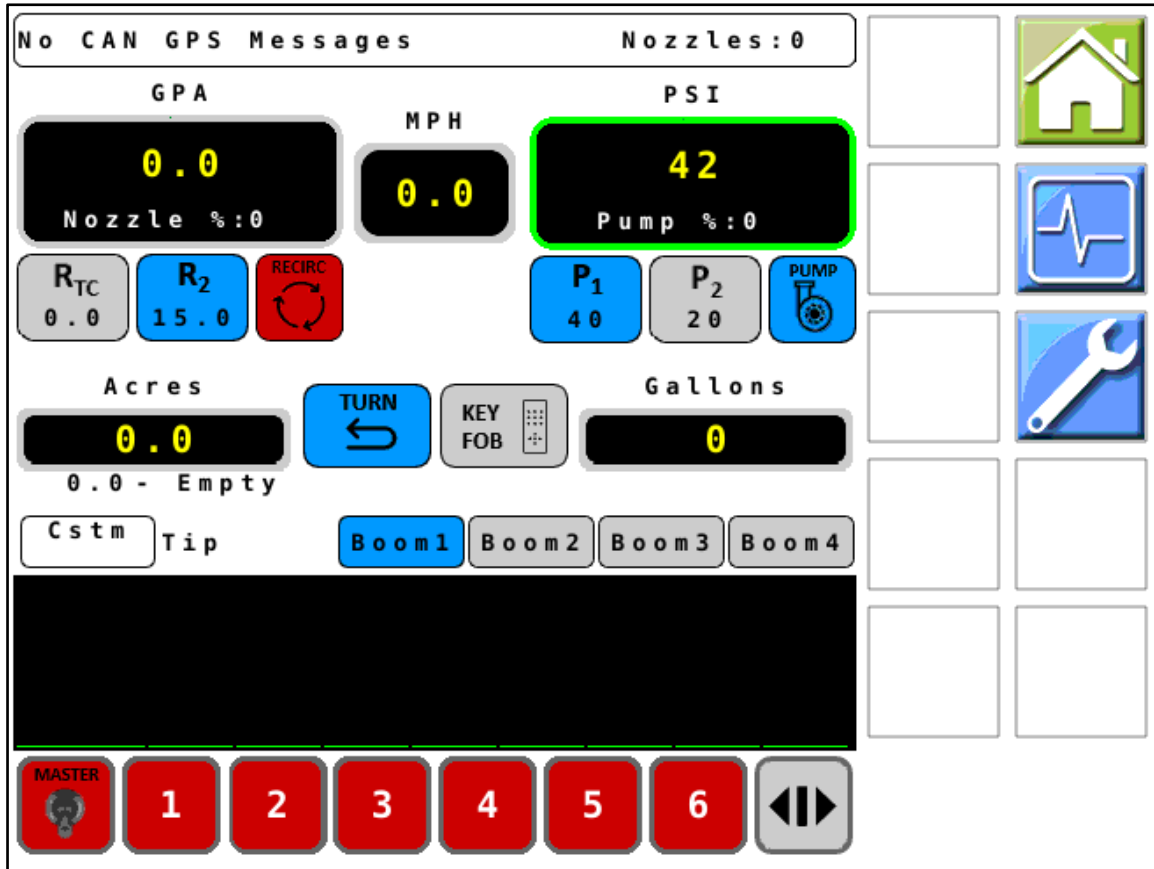 No CAN GPS Messages Nozzles:0
GPA
MPH
PSI
0.0
Nozzle %:0
0.0
42
Pump %:0
RTC
0.0
R2
15.0
RECIRC
P1
40
P2
20
PUMP
Acres
0.0
0.0- Empty
TURN
KEY
FOB
Gallons
0
Cstm Tip
Boom1 Boom2 Boom3 Boom4
MASTER
1 2 3 4 5 6